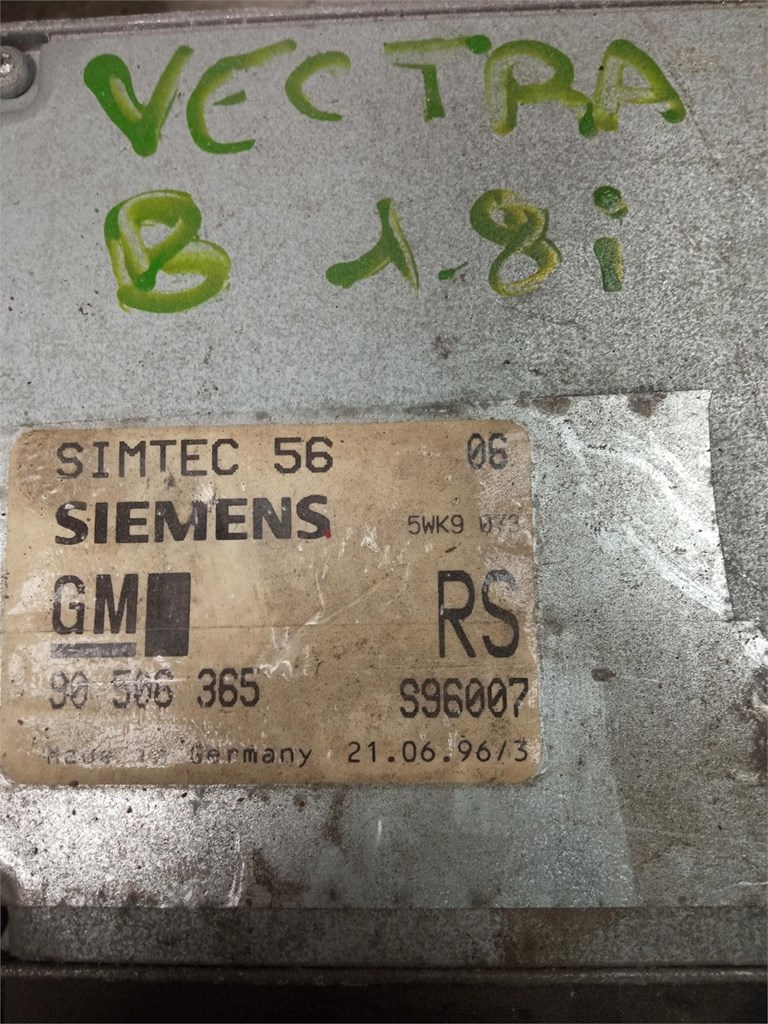 VECTRA
B 1.8i
SIMTEC 56 06
SIEMENS 5WK9 073
GM RS
90 506 365 S96007
Made in Germany 21.06.96/3